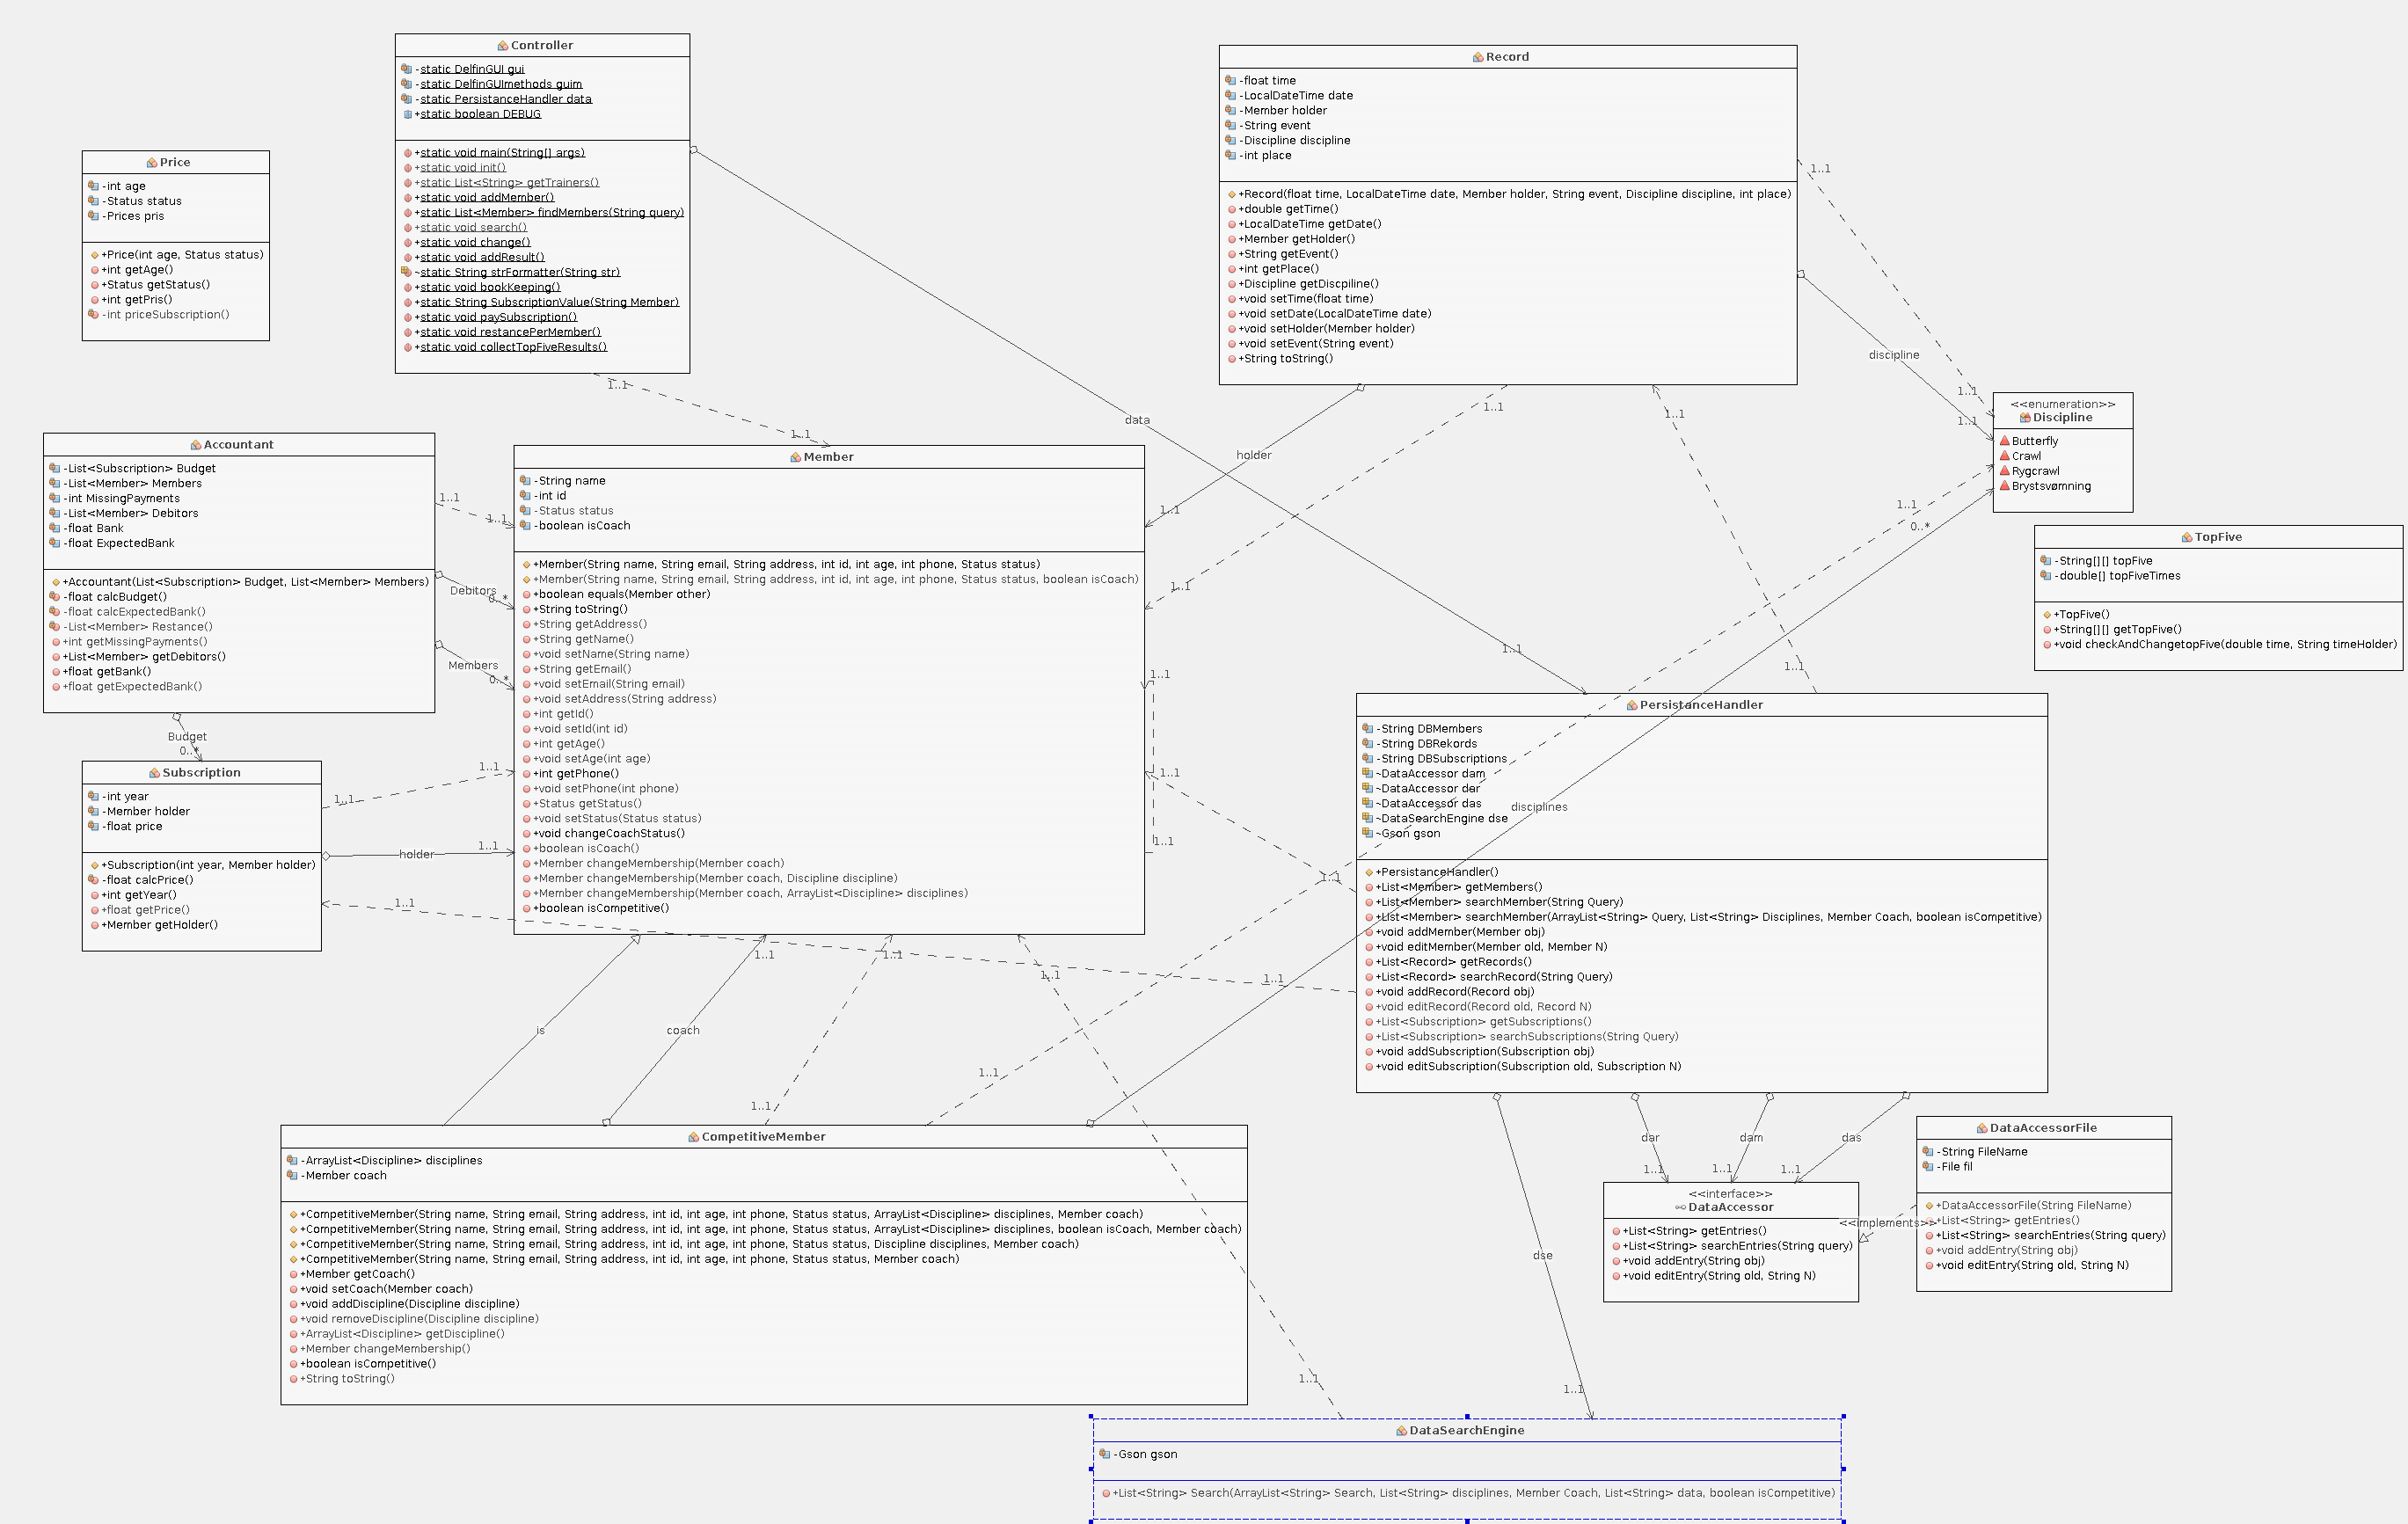 Controller
-static DelfinGUI gui
-static DelfinGUImethods guim
-static PersistanceHandler data
+static boolean DEBUG
+static void main(String[] args)
+static void init()
+static List<String> getTrainers()
+static void addMember()
+static List<Member> findMembers(String query)
+static void search()
+static void change()
+static void addResult()
~static String strFormatter(String str)
+static void bookKeeping()
+static String SubscriptionValue(String Member)
+static void paySubscription()
+static void restancePerMember()
+static void collectTopFiveResults()
Record
-float time
-LocalDateTime date
-Member holder
-String event
-Discipline discipline
-int place
+Record(float time, LocalDateTime date, Member holder, String event, Discipline discipline, int place)
+double getTime()
+LocalDateTime getDate()
+Member getHolder()
+String getEvent()
+int getPlace()
+Discipline getDiscpiline()
+void setTime(float time)
+void setDate(LocalDateTime date)
+void setHolder(Member holder)
+void setEvent(String event)
+String toString()
Price
-int age
-Status status
-Prices pris
+Price(int age, Status status)
+int getAge()
+Status getStatus()
+int getPris()
-int priceSubscription()
1..1
discipline
1..1
1..1
<<enumeration>>
Discipline
Butterfly
Crawl
Rygcrawl
Brystsvømning
1..1
1..1
data
1..1
holder
1..1
1..1
1..1
1..1
1..1
1..1
0..*
Accountant
-List<Subscription> Budget
-List<Member> Members
-int MissingPayments
-List<Member> Debitors
-float Bank
-float ExpectedBank
+Accountant(List<Subscription> Budget, List<Member> Members)
-float calcBudget()
-float calcExpectedBank()
-List<Member> Restance()
+int getMissingPayments()
+List<Member> getDebitors()
+float getBank()
+float getExpectedBank()
1..1
1..1
Debitors
0..*
Members
0..*
Budget
0..*
Member
-String name
-int id
-Status status
-boolean isCoach
+Member(String name, String email, String address, int id, int age, int phone, Status status)
+Member(String name, String email, String address, int id, int age, int phone, Status status, boolean isCoach)
+boolean equals(Member other)
+String toString()
+String getAddress()
+String getName()
+void setName(String name)
+String getEmail()
+void setEmail(String email)
+void setAddress(String address)
+int getId()
+void setId(int id)
+int getAge()
+void setAge(int age)
+int getPhone()
+void setPhone(int phone)
+Status getStatus()
+void setStatus(Status status)
+void changeCoachStatus()
+boolean isCoach()
+Member changeMembership(Member coach)
+Member changeMembership(Member coach, Discipline discipline)
+Member changeMembership(Member coach, ArrayList<Discipline> disciplines)
+boolean isCompetitive()
TopFive
-String[][] topFive
-double[] topFiveTimes
+TopFive()
+String[][] getTopFive()
+void checkAndChangetopFive(double time, String timeHolder)
1..1
1..1
1..1
1..1
1..1
1..1
PersistanceHandler
-String DBMembers
-String DBRekords
-String DBSubscriptions
~DataAccessor dam
~DataAccessor dar
~DataAccessor das
~DataSearchEngine dse
~Gson gson
+PersistanceHandler()
+List<Member> getMembers()
+List<Member> searchMember(String Query)
+List<Member> searchMember(ArrayList<String> Query, List<String> Disciplines, Member Coach, boolean isCompetitive)
+void addMember(Member obj)
+void editMember(Member old, Member N)
+List<Record> getRecords()
+List<Record> searchRecord(String Query)
+void addRecord(Record obj)
+void editRecord(Record old, Record N)
+List<Subscription> getSubscriptions()
+List<Subscription> searchSubscriptions(String Query)
+void addSubscription(Subscription obj)
+void editSubscription(Subscription old, Subscription N)
disciplines
Subscription
-int year
-Member holder
-float price
+Subscription(int year, Member holder)
-float calcPrice()
+int getYear()
+float getPrice()
+Member getHolder()
1..1
1..1
holder
1..1
1..1
1..1
1..1
1..1
1..1
is
coach
1..1
1..1
CompetitiveMember
-ArrayList<Discipline> disciplines
-Member coach
+CompetitiveMember(String name, String email, String address, int id, int age, int phone, Status status, ArrayList<Discipline> disciplines, Member coach)
+CompetitiveMember(String name, String email, String address, int id, int age, int phone, Status status, ArrayList<Discipline> disciplines, boolean isCoach, Member coach)
+CompetitiveMember(String name, String email, String address, int id, int age, int phone, Status status, Discipline disciplines, Member coach)
+CompetitiveMember(String name, String email, String address, int id, int age, int phone, Status status, Member coach)
+Member getCoach()
+void setCoach(Member coach)
+void addDiscipline(Discipline discipline)
+void removeDiscipline(Discipline discipline)
+ArrayList<Discipline> getDiscipline()
+Member changeMembership()
+boolean isCompetitive()
+String toString()
dar
dam
das
1..1
1..1
1..1
<<interface>>
DataAccessor
+List<String> getEntries()
+List<String> searchEntries(String query)
+void addEntry(String obj)
+void editEntry(String old, String N)
<<implements>>
DataAccessorFile
-String FileName
-File fil
+DataAccessorFile(String FileName)
+List<String> getEntries()
+List<String> searchEntries(String query)
+void addEntry(String obj)
+void editEntry(String old, String N)
dse
1..1
1..1
DataSearchEngine
-Gson gson
+List<String> Search(ArrayList<String> Search, List<String> disciplines, Member Coach, List<String> data, boolean isCompetitive)